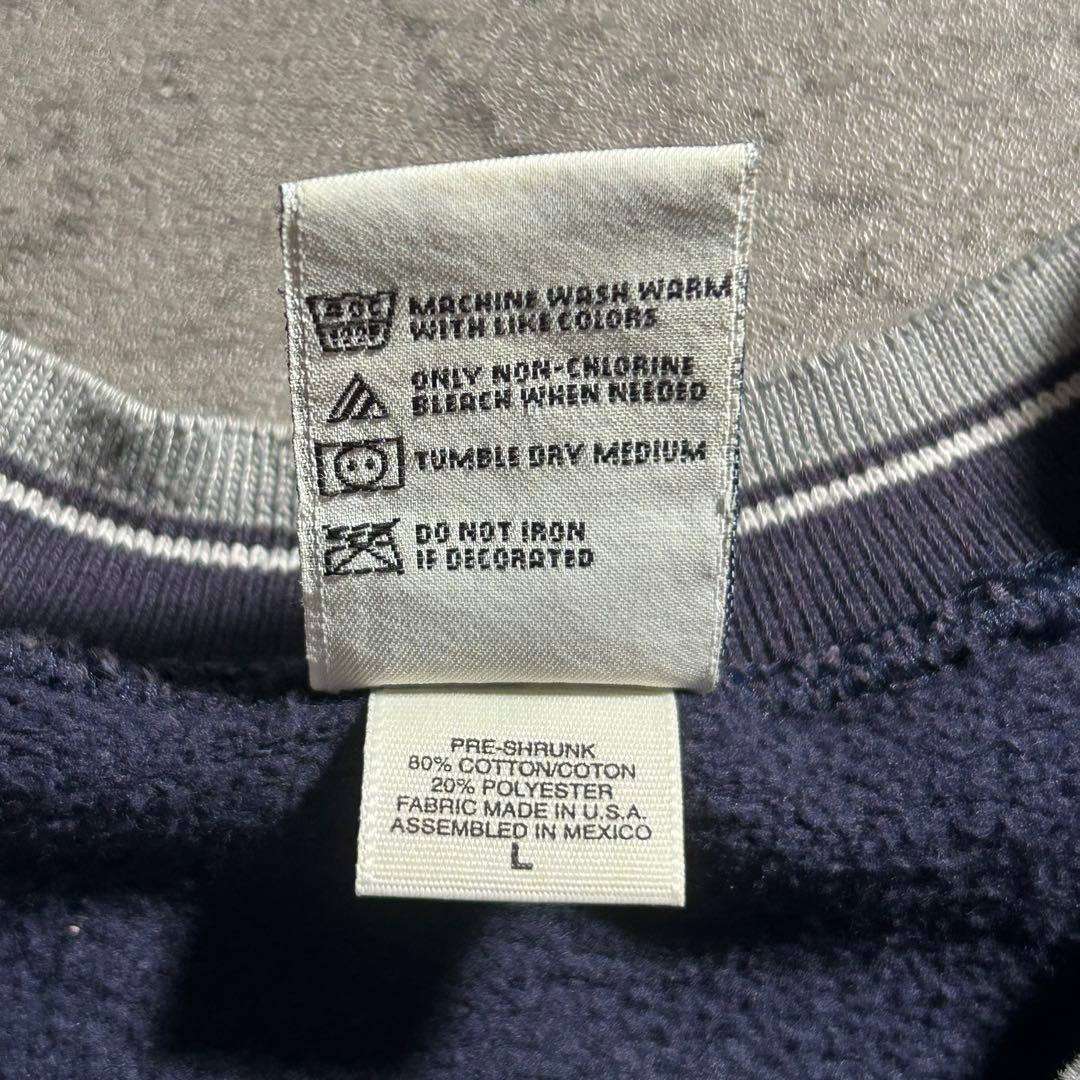 MACHINE WASH WARM
WITH LIKE COLORS
ONLY NON-CHLORINE
BLEACH WHEN NEEDED
TUMBLE DRY MEDIUM
DO NOT IRON
IF DECORATED
PRE-SHRUNK
80% COTTON/COTON
20% POLYESTER
FABRIC MADE IN U.S.A.
ASSEMBLED IN MEXICO
L